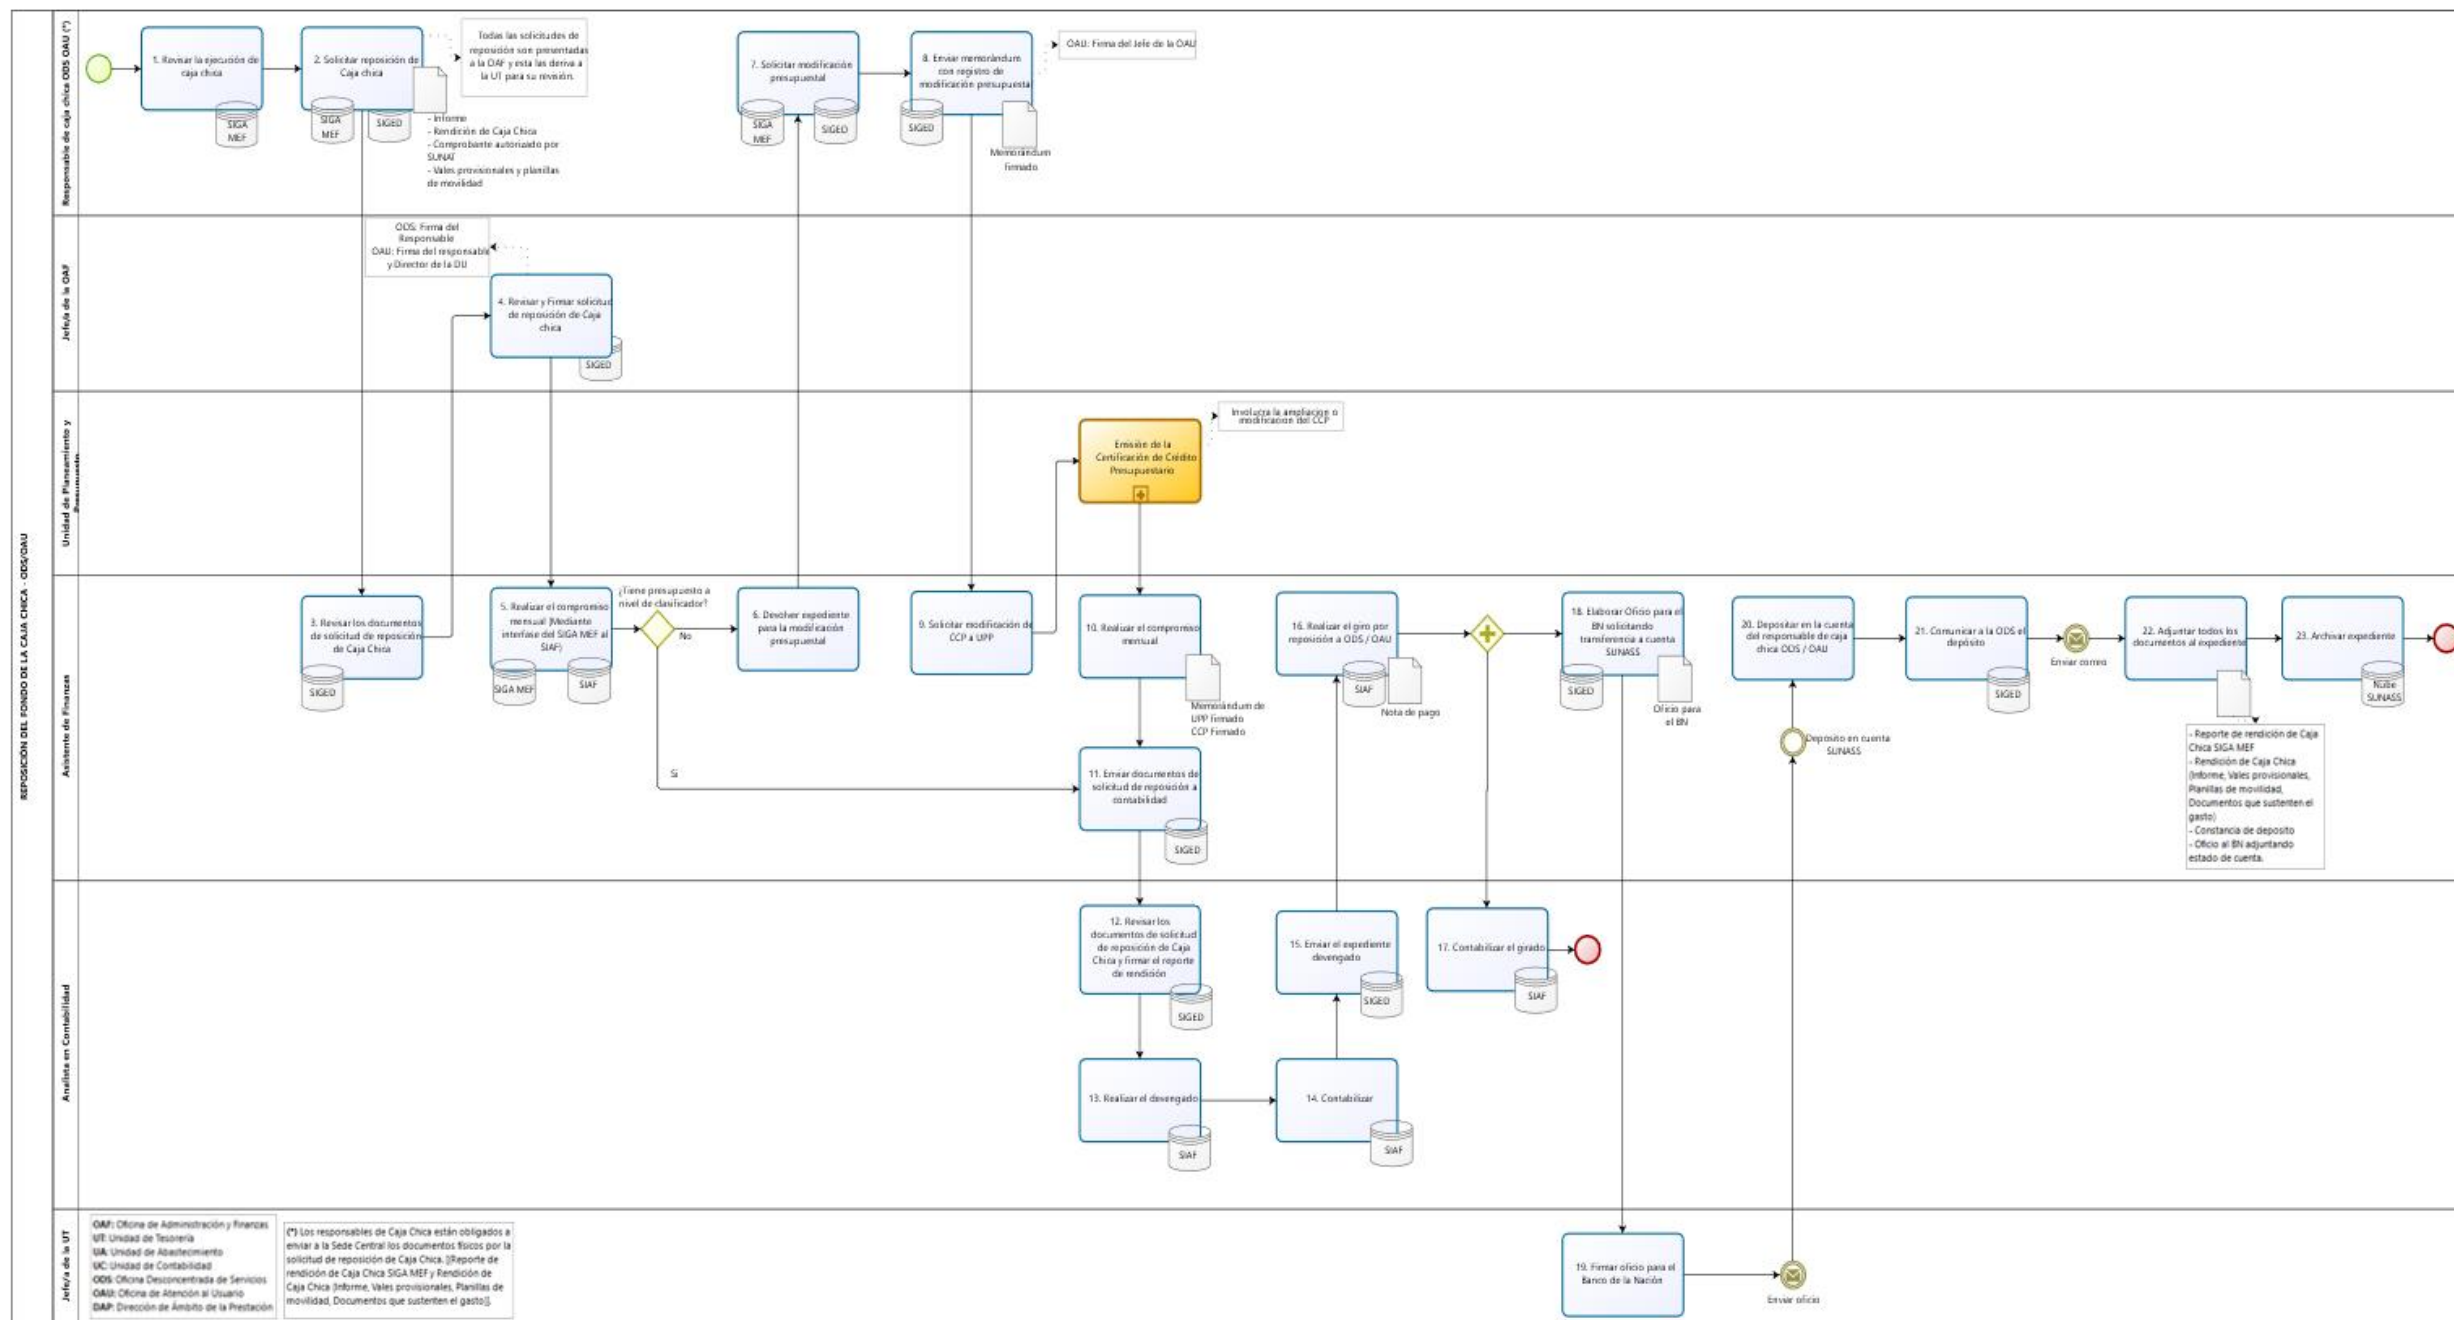 REPOSICIÓN DEL FONDO DE LA CAJA CHICA - ODS/OAU
Responsable de caja chica ODS OAU (*)
1. Revisar la ejecución de
caja chica
SIGA
MEF
2. Solicitar reposición de
Caja chica
SIGA
MEF
SIGED
Todas las solicitudes de
reposición son presentadas
a la OAF y esta las deriva a
la UT para su revisión.
- Informe
- Rendición de Caja Chica
- Comprobante autorizado por
SUNAT
- Vales provisionales y planillas
de movilidad
7. Solicitar modificación
presupuestal
SIGA
MEF
SIGED
8. Enviar memorándum
con registro de
modificación presupuestal
SIGED
Memorándum
firmado
OAU: Firma del Jefe de la OAU
Jefe/a de la OAF
ODS: Firma del
Responsable
OAU: Firma del responsable
y Director de la DU
4. Revisar y Firmar solicitud
de reposición de Caja
chica
SIGED
Unidad de Planeamiento y
Presupuesto
Emisión de la
Certificación de Crédito
Presupuestario
Involucra la ampliacion o
modificacion del CCP
Asistente de Finanzas
3. Revisar los documentos
de solicitud de reposición
de Caja Chica
SIGED
5. Realizar el compromiso
mensual (Mediante
interfase del SIGA MEF al
SIAF)
SIGA MEF
SIAF
¿Tiene presupuesto a
nivel de clasificador?
No
Si
6. Devolver expediente
para la modificación
presupuestal
9. Solicitar modificación de
CCP a UPP
10. Realizar el compromiso
mensual
Memorándum de
UPP firmado
CCP Firmado
11. Enviar documentos de
solicitud de reposición a
contabilidad
SIGED
16. Realizar el giro por
reposición a ODS / OAU
SIAF
Nota de pago
18. Elaborar Oficio para el
BN solicitando
transferencia a cuenta
SUNASS
SIGED
Oficio para
el BN
20. Depositar en la cuenta
del responsable de caja
chica ODS / OAU
Deposito en cuenta
SUNASS
21. Comunicar a la ODS el
depósito
SIGED
Enviar correo
22. Adjuntar todos los
documentos al expediente
- Reporte de rendición de Caja
Chica SIGA MEF
- Rendición de Caja Chica
(Informe, Vales provisionales,
Planillas de movilidad,
Documentos que sustenten el
gasto)
- Constancia de deposito
- Oficio al BN adjuntando
estado de cuenta.
23. Archivar expediente
Nube
SUNASS
Analista en Contabilidad
12. Revisar los
documentos de solicitud
de reposición de Caja
Chica y firmar el reporte
de rendición
SIGED
13. Realizar el devengado
SIAF
14. Contabilizar
SIAF
15. Enviar el expediente
devengado
SIGED
17. Contabilizar el girado
SIAF
Jefe/a de la UT
OAF: Oficina de Administración y Finanzas
UT: Unidad de Tesorería
UA: Unidad de Abastecimiento
UC: Unidad de Contabilidad
ODS: Oficina Desconcentrada de Servicios
OAU: Oficina de Atención al Usuario
DAP: Dirección de Ámbito de la Prestación
(*) Los responsables de Caja Chica están obligados a
enviar a la Sede Central los documentos físicos por la
solicitud de reposición de Caja Chica. [(Reporte de
rendición de Caja Chica SIGA MEF y Rendición de
Caja Chica (Informe, Vales provisionales, Planillas de
movilidad, Documentos que sustenten el gasto)].
19. Firmar oficio para el
Banco de la Nación
Enviar oficio